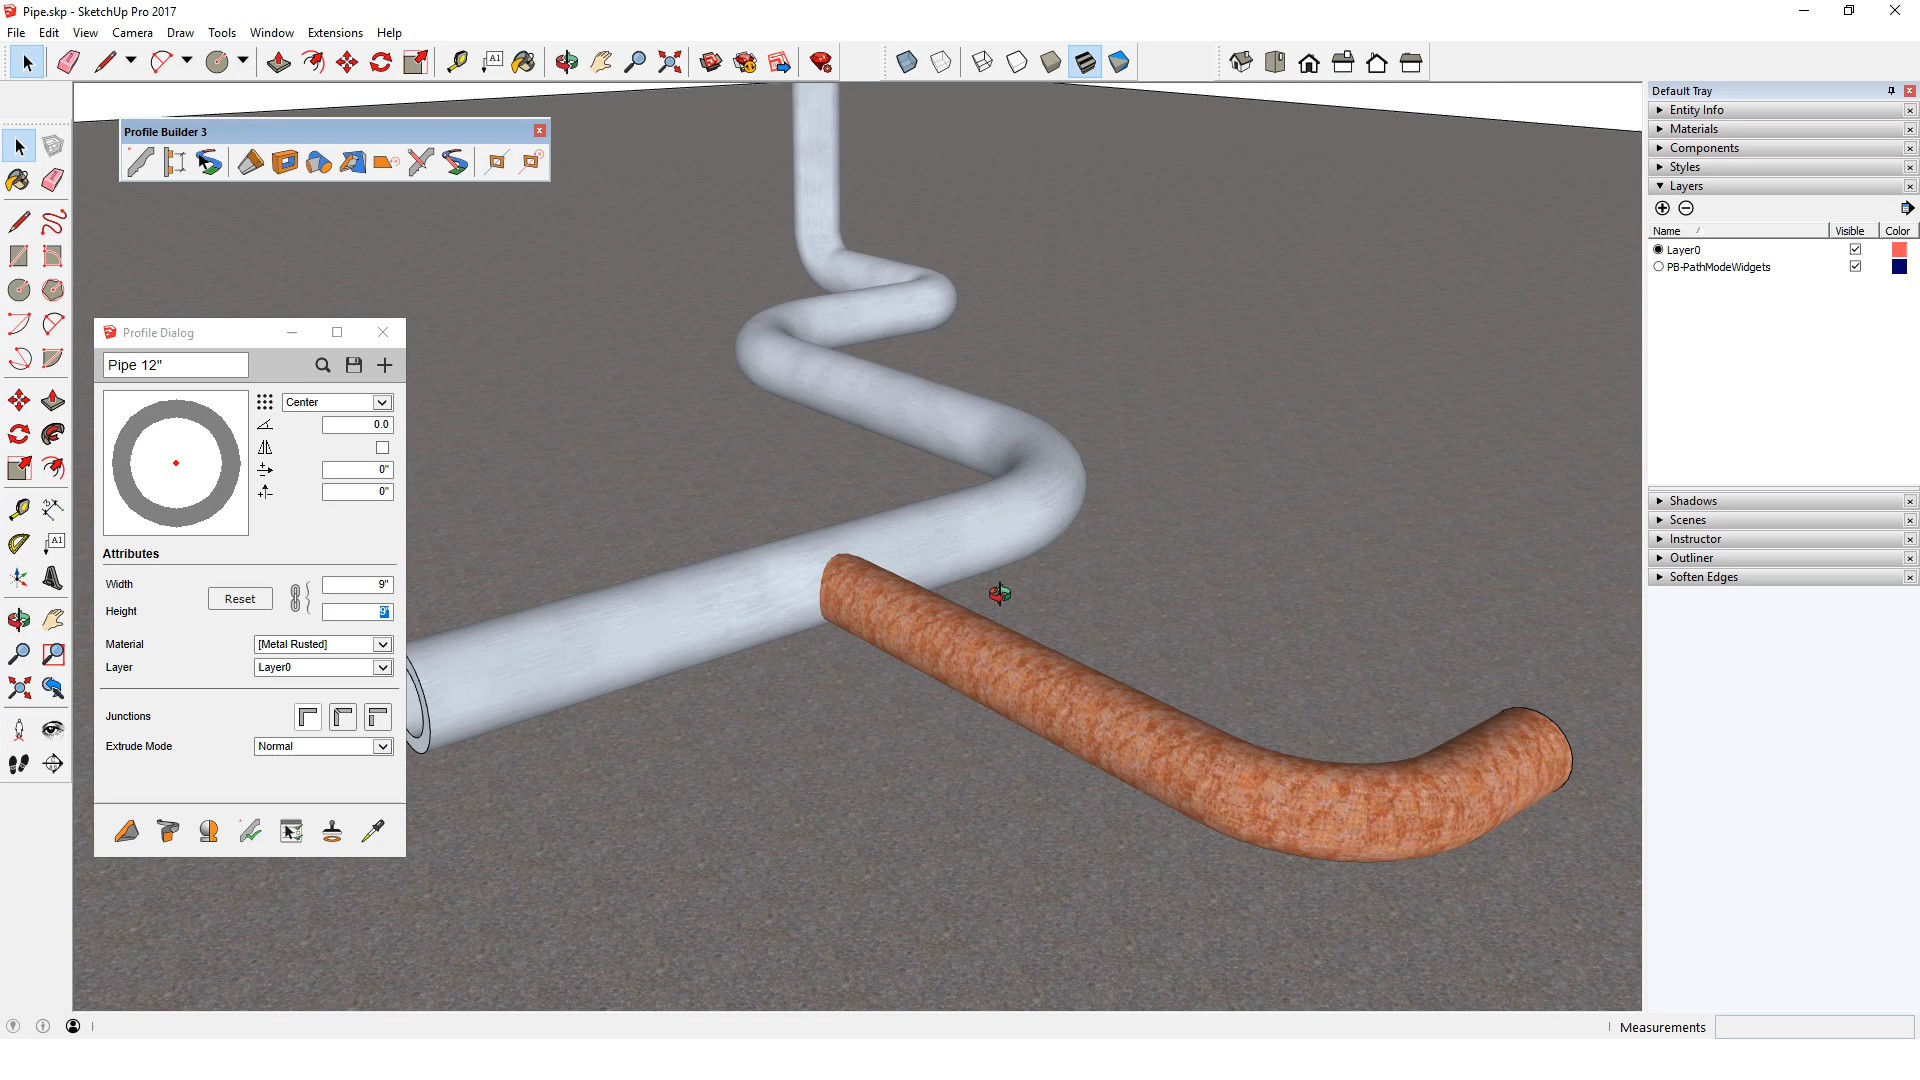 Pipe.skp - SketchUp Pro 2017
File Edit View Camera Draw Tools Window Extensions Help
A1
Default Tray
Entity Info
Materials
Components
Styles
Layers
Name Visible Color
Layer0
PB-PathModeWidgets
Shadows
Scenes
Instructor
Outliner
Soften Edges
Profile Builder 3
Profile Dialog
Pipe 12"
Center
0.0
0"
0"
Attributes
Width 9"
Reset
Height 9"
Material [Metal Rusted]
Layer Layer0
Junctions
Extrude Mode Normal
A1
Measurements